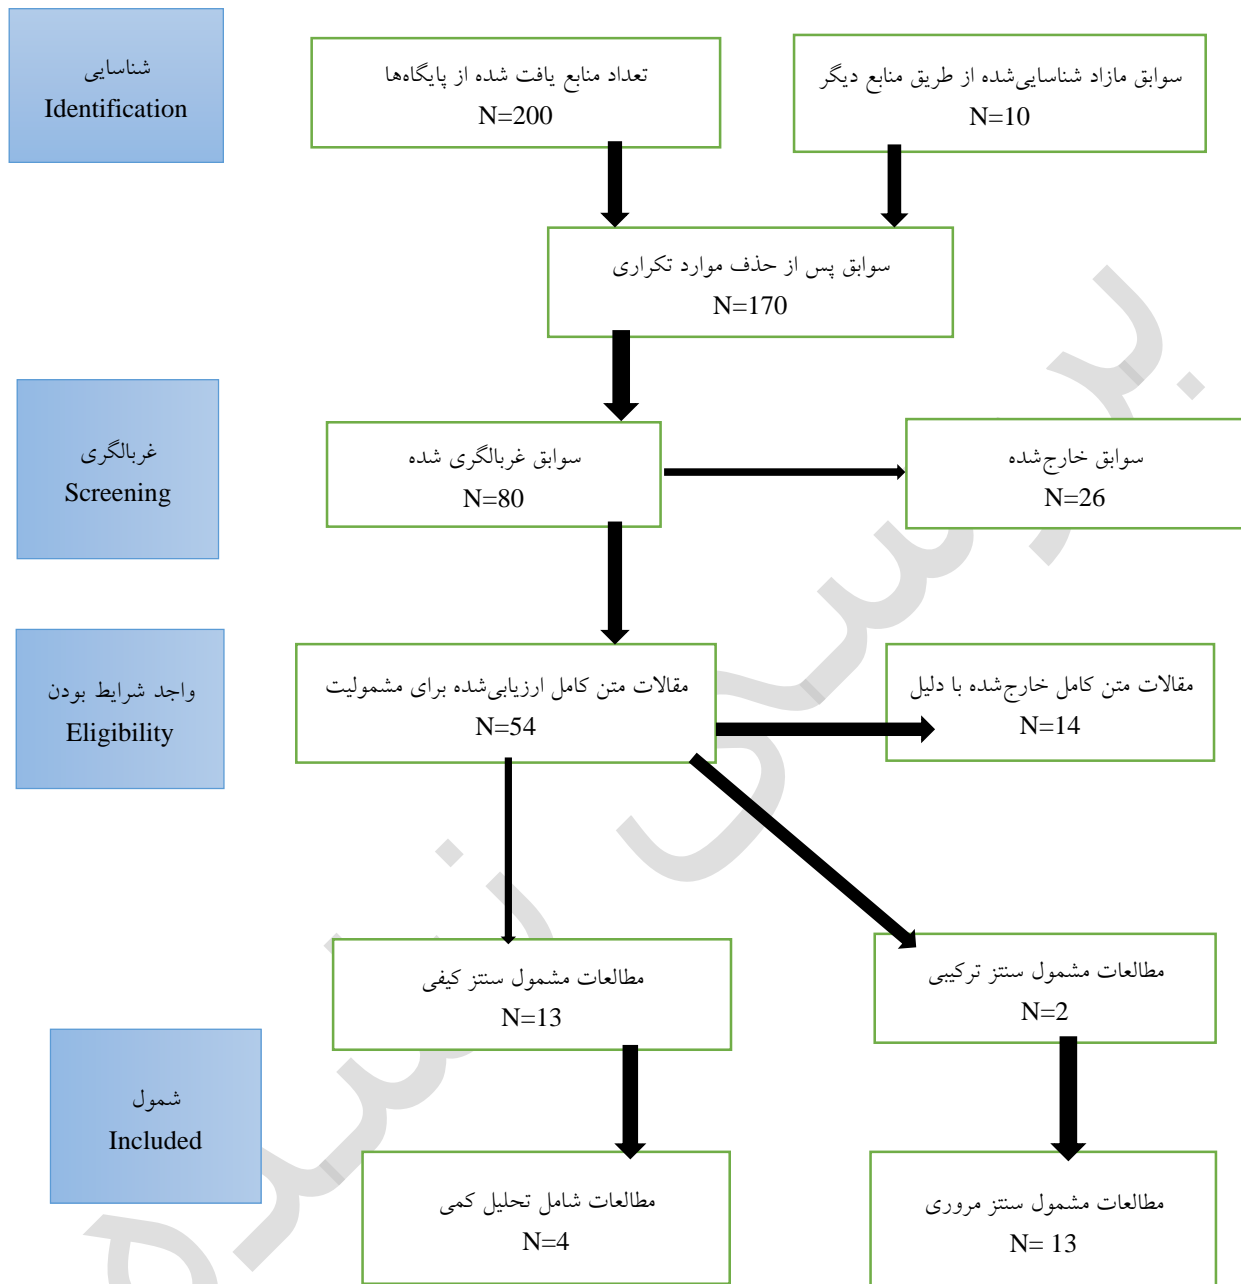 شناسایی
Identification
تعداد منابع یافت شده از پایگاه‌ها
N=200
سوابق مازاد شناسایی‌شده از طریق منابع دیگر
N=10
سوابق پس از حذف موارد تکراری
N=170
غربالگری
Screening
سوابق غربالگری شده
N=80
سوابق خارج‌شده
N=26
واجد شرایط بودن
Eligibility
مقالات متن کامل ارزیابی‌شده برای مشمولیت
N=54
مقالات متن کامل خارج‌شده با دلیل
N=14
مطالعات مشمول سنتز کیفی
N=13
مطالعات مشمول سنتز ترکیبی
N=2
شمول
Included
مطالعات شامل تحلیل کمی
N=4
مطالعات مشمول سنتز مروری
N= 13